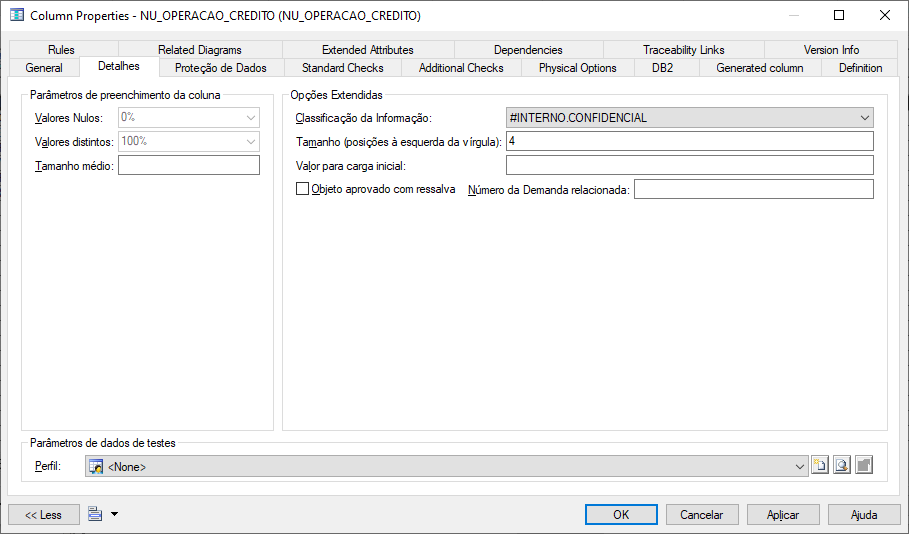 Column Properties - NU_OPERACAO_CREDITO (NU_OPERACAO_CREDITO)
Rules Related Diagrams Extended Attributes Dependencies Traceability Links Version Info
General Detalhes Proteção de Dados Standard Checks Additional Checks Physical Options DB2 Generated column Definition
Parâmetros de preenchimento da coluna
Valores Nulos: 0%
Valores distintos: 100%
Tamanho médio:
Opções Extendidas
Classificação da Informação: #INTERNO.CONFIDENCIAL
Tamanho (posições à esquerda da vírgula): 4
Valor para carga inicial:
Objeto aprovado com ressalva Número da Demanda relacionada:
Parâmetros de dados de testes
Perfil: <None>
<< Less OK Cancelar Aplicar Ajuda